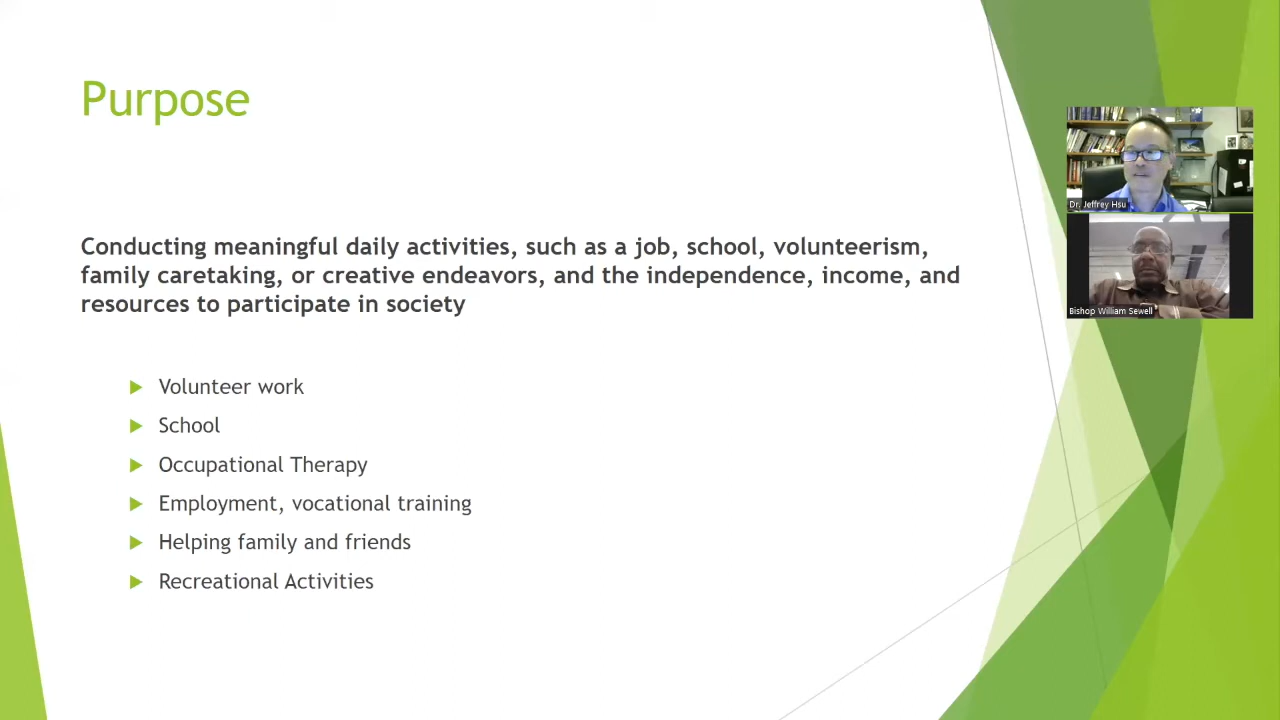 Purpose
Conducting meaningful daily activities, such as a job, school, volunteerism,
family caretaking, or creative endeavors, and the independence, income, and
resources to participate in society
Volunteer work
School
Occupational Therapy
Employment, vocational training
Helping family and friends
Recreational Activities
Dr. Jeffrey Hsu
Bishop William Sewell